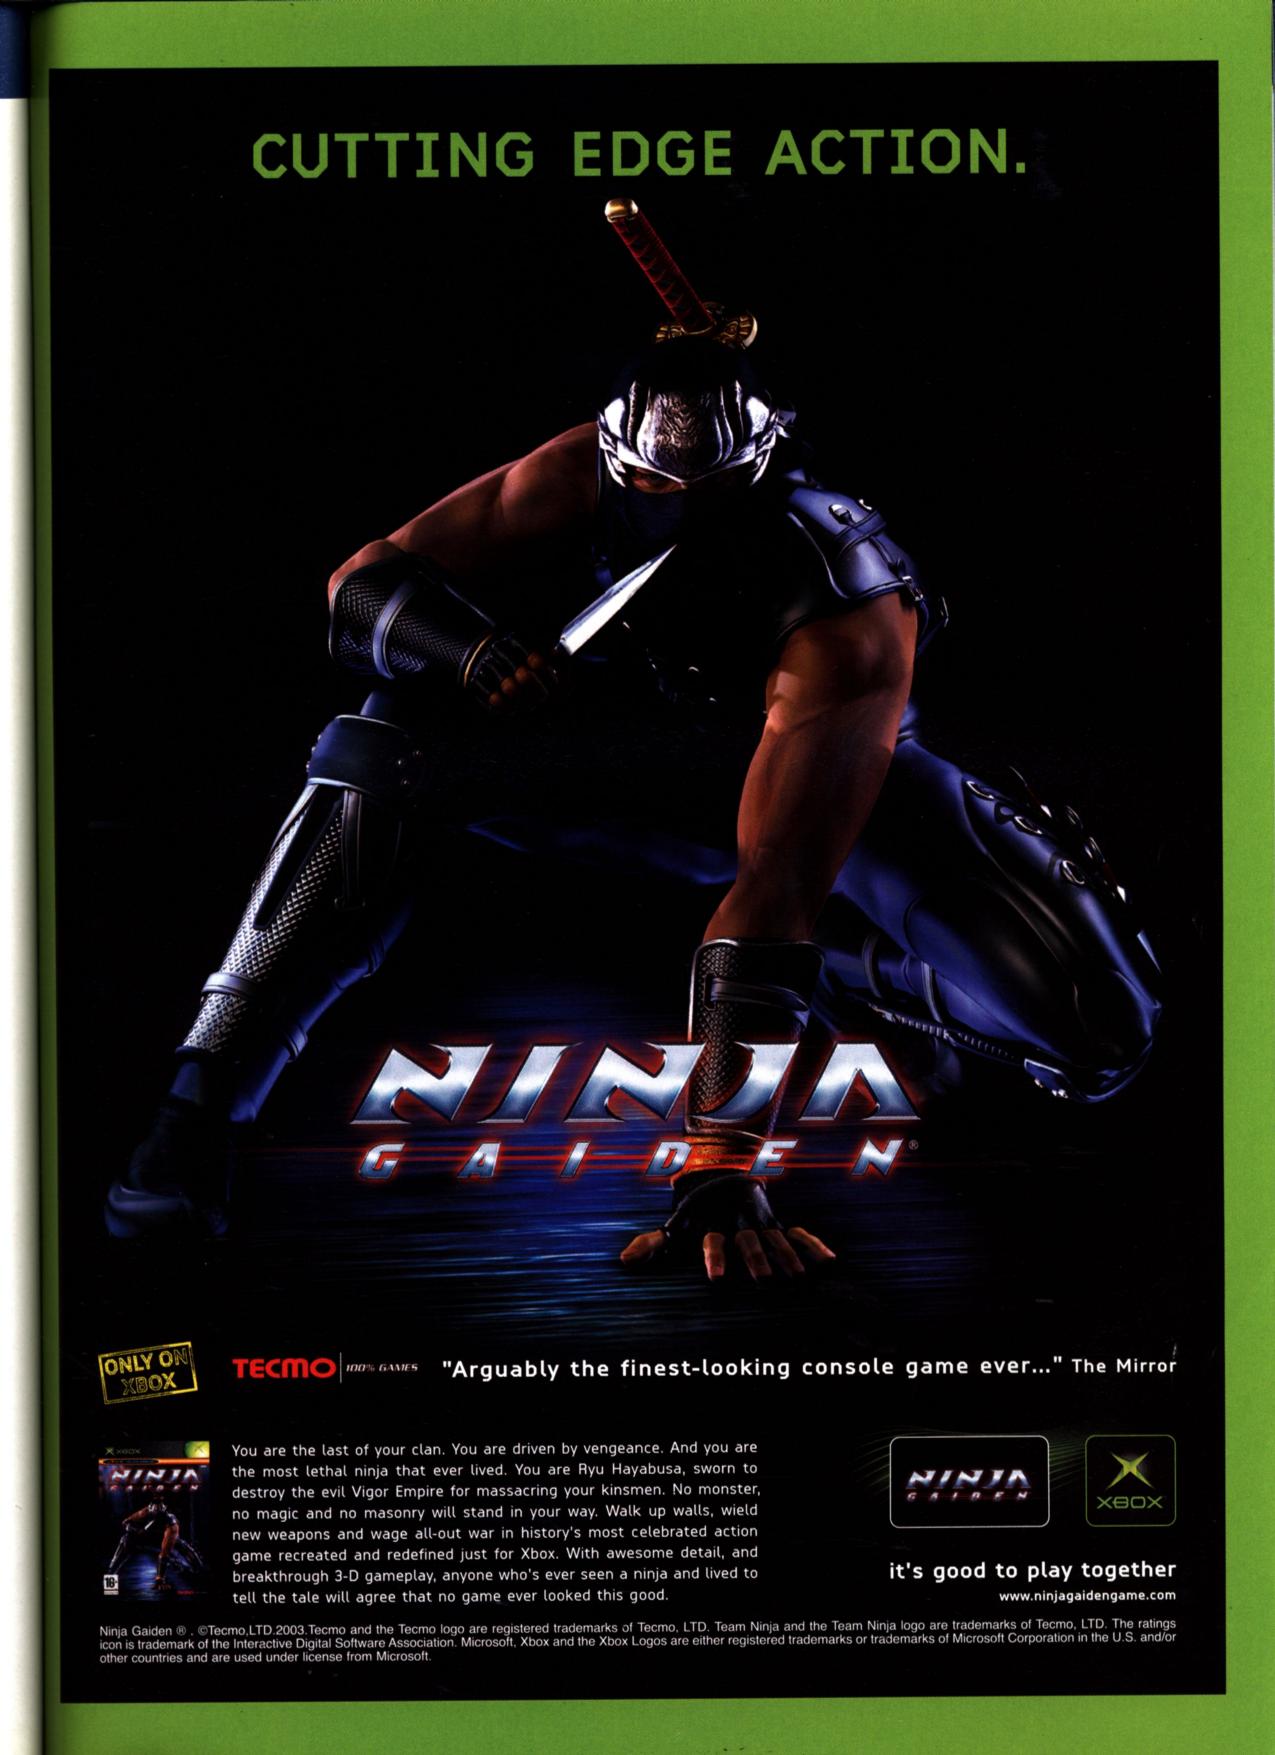 CUTTING EDGE ACTION.
NINJA
GAIDEN®
ONLY ON
XBOX
TECMO 100% GAMES "Arguably the finest-looking console game ever..." The Mirror
XBOX
NINJA
GAIDEN
18+
You are the last of your clan. You are driven by vengeance. And you are
the most lethal ninja that ever lived. You are Ryu Hayabusa, sworn to
destroy the evil Vigor Empire for massacring your kinsmen. No monster,
no magic and no masonry will stand in your way. Walk up walls, wield
new weapons and wage all-out war in history's most celebrated action
game recreated and redefined just for Xbox. With awesome detail, and
breakthrough 3-D gameplay, anyone who's ever seen a ninja and lived to
tell the tale will agree that no game ever looked this good.
NINJA
GAIDEN
XBOX
it's good to play together
www.ninjagaidengame.com
Ninja Gaiden ® . ©Tecmo,LTD.2003.Tecmo and the Tecmo logo are registered trademarks of Tecmo, LTD. Team Ninja and the Team Ninja logo are trademarks of Tecmo, LTD. The ratings
icon is trademark of the Interactive Digital Software Association. Microsoft, Xbox and the Xbox Logos are either registered trademarks or trademarks of Microsoft Corporation in the U.S. and/or
other countries and are used under license from Microsoft.